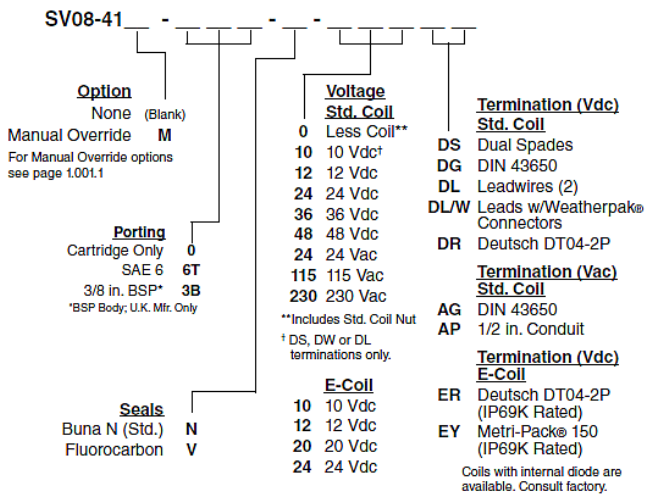 SV08-41__ - ___ - _ - ___ __
Option
None (Blank)
Manual Override M
For Manual Override options
see page 1.001.1
Porting
Cartridge Only 0
SAE 6 6T
3/8 in. BSP* 3B
*BSP Body; U.K. Mfr. Only
Seals
Buna N (Std.) N
Fluorocarbon V
Voltage
Std. Coil
0 Less Coil**
10 10 Vdc†
12 12 Vdc
24 24 Vdc
36 36 Vdc
48 48 Vdc
24 24 Vac
115 115 Vac
230 230 Vac
**Includes Std. Coil Nut
† DS, DW or DL
terminations only.
E-Coil
10 10 Vdc
12 12 Vdc
20 20 Vdc
24 24 Vdc
Termination (Vdc)
Std. Coil
DS Dual Spades
DG DIN 43650
DL Leadwires (2)
DL/W Leads w/Weatherpak®
Connectors
DR Deutsch DT04-2P
Termination (Vac)
Std. Coil
AG DIN 43650
AP 1/2 in. Conduit
Termination (Vdc)
E-Coil
ER Deutsch DT04-2P
(IP69K Rated)
EY Metri-Pack® 150
(IP69K Rated)
Coils with internal diode are
available. Consult factory.